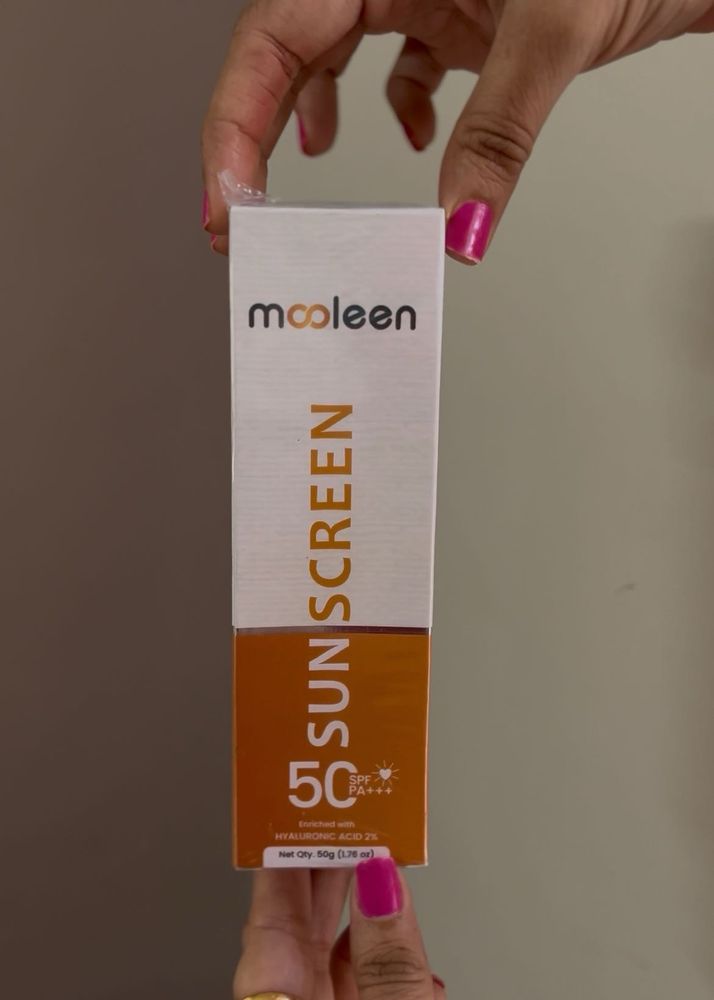 mooleen
SUNSCREEN
50 SPF
PA+++
Enriched with
HYALURONIC ACID 2%
Net Qty. 50g (1.76 oz)